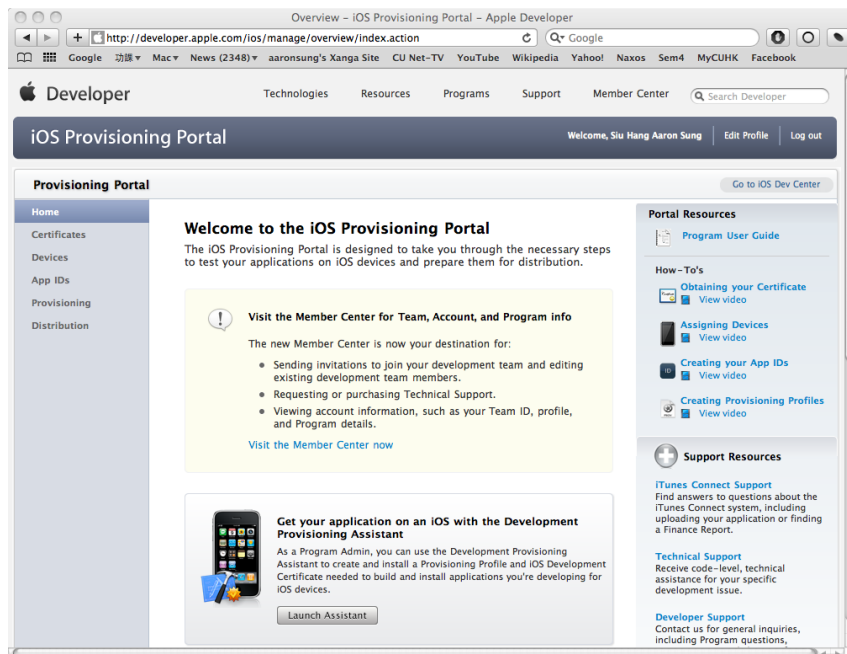 Overview – iOS Provisioning Portal – Apple Developer
http://developer.apple.com/ios/manage/overview/index.action
Google
Google 功課 Mac News (2348) aaronsung's Xanga Site CU Net-TV YouTube Wikipedia Yahoo! Naxos Sem4 MyCUHK Facebook
Developer
Technologies Resources Programs Support Member Center Search Developer
iOS Provisioning Portal
Welcome, Siu Hang Aaron Sung Edit Profile Log out
Provisioning Portal
Go to iOS Dev Center
Home
Certificates
Devices
App IDs
Provisioning
Distribution
Welcome to the iOS Provisioning Portal
The iOS Provisioning Portal is designed to take you through the necessary steps
to test your applications on iOS devices and prepare them for distribution.
Visit the Member Center for Team, Account, and Program info
The new Member Center is now your destination for:
Sending invitations to join your development team and editing
existing development team members.
Requesting or purchasing Technical Support.
Viewing account information, such as your Team ID, profile,
and Program details.
Visit the Member Center now
Get your application on an iOS with the Development
Provisioning Assistant
As a Program Admin, you can use the Development Provisioning
Assistant to create and install a Provisioning Profile and iOS Development
Certificate needed to build and install applications you're developing for
iOS devices.
Launch Assistant
Portal Resources
Program User Guide
How-To's
Obtaining your Certificate
View video
Assigning Devices
View video
ID
Creating your App IDs
View video
Creating Provisioning Profiles
View video
Support Resources
iTunes Connect Support
Find answers to questions about the
iTunes Connect system, including
uploading your application or finding
a Finance Report.
Technical Support
Receive code-level, technical
assistance for your specific
development issue.
Developer Support
Contact us for general inquiries,
including Program questions,